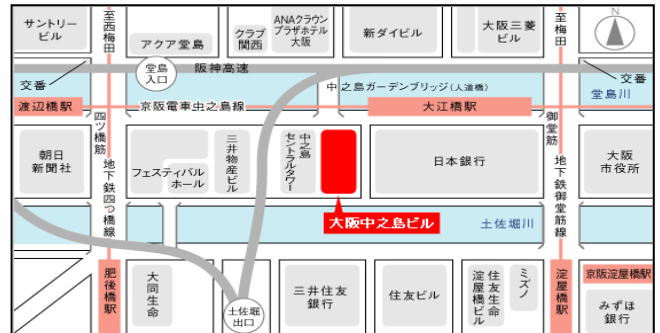 サントリー
ビル
至西梅田
アクア堂島
クラブ
関西
ANAクラウン
プラザホテル
大阪
新ダイビル
大阪三菱
ビル
至梅田
N
交番
堂島
入口
阪神高速
中之島ガーデンブリッジ(人道橋)
交番
堂島川
渡辺橋駅
京阪電車中之島線
大江橋駅
四ツ橋筋
御堂筋
朝日
新聞社
地下鉄四つ橋線
フェスティバル
ホール
三井物産ビル
中之島
セントラルタワー
日本銀行
地下鉄御堂筋線
大阪
市役所
大阪中之島ビル
土佐堀川
肥後橋駅
大同生命
土佐堀
出口
三井住友
銀行
住友ビル
住友生命
淀屋橋ビル
ミズノ
淀屋橋駅
京阪淀屋橋駅
みずほ
銀行